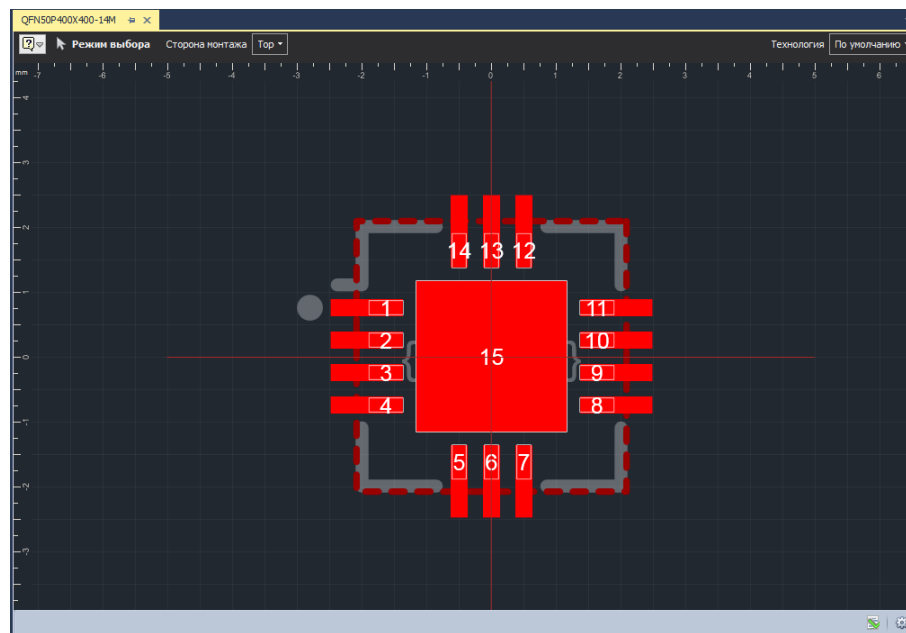 QFN50P400X400-14M
Режим выбора Сторона монтажа Top Технология По умолчанию
mm -7 -6 -5 -4 -3 -2 -1 0 1 2 3 4 5 6
4
3
2
1
0
-1
-2
-3
14 13 12
1 11
2 10
15
3 9
4 8
5 6 7
{ }